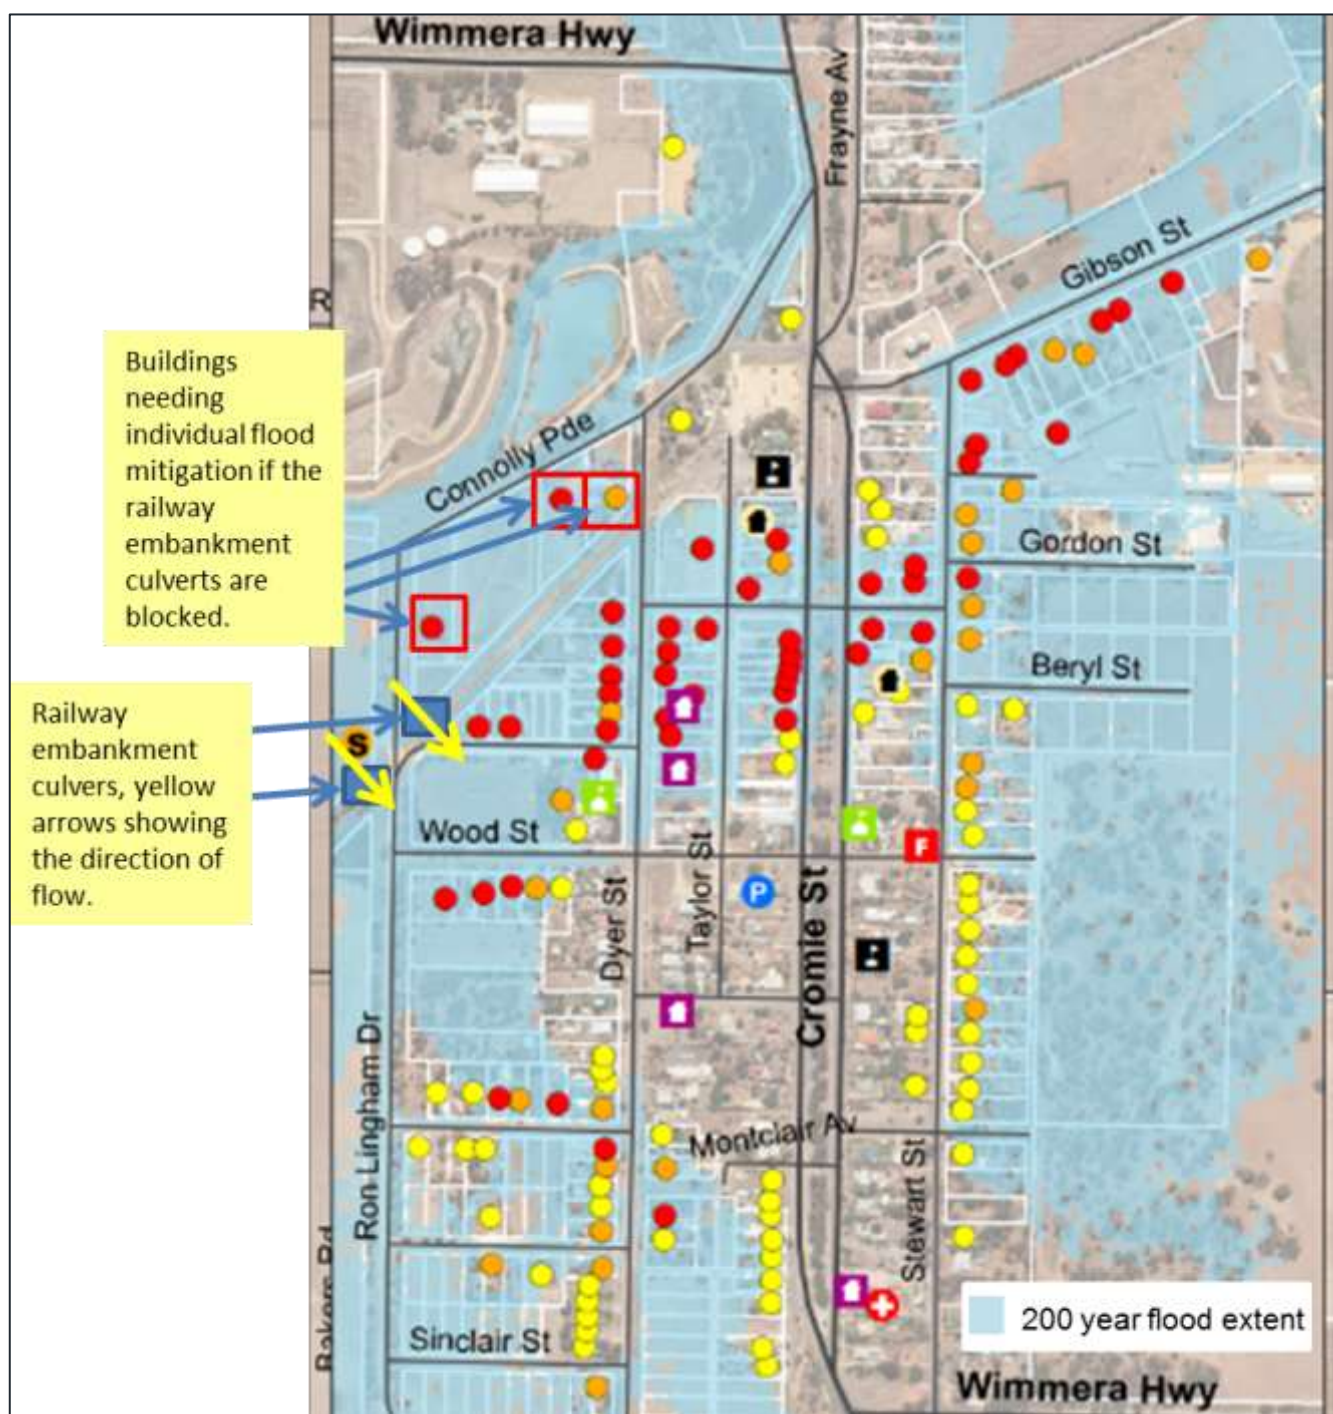 Wimmera Hwy
Frayne Av
Gibson St
R
Buildings
needing
individual flood
mitigation if the
railway
embankment
culverts are
blocked.
Connolly Pde
Gordon St
Beryl St
Railway
embankment
culvers, yellow
arrows showing
the direction of
flow.
S
Wood St
F
Dyer St
Taylor St
P
Cromie St
Ron Lingham Dr
Montclair Av
Stewart St
Bakers Rd
Sinclair St
200 year flood extent
Wimmera Hwy